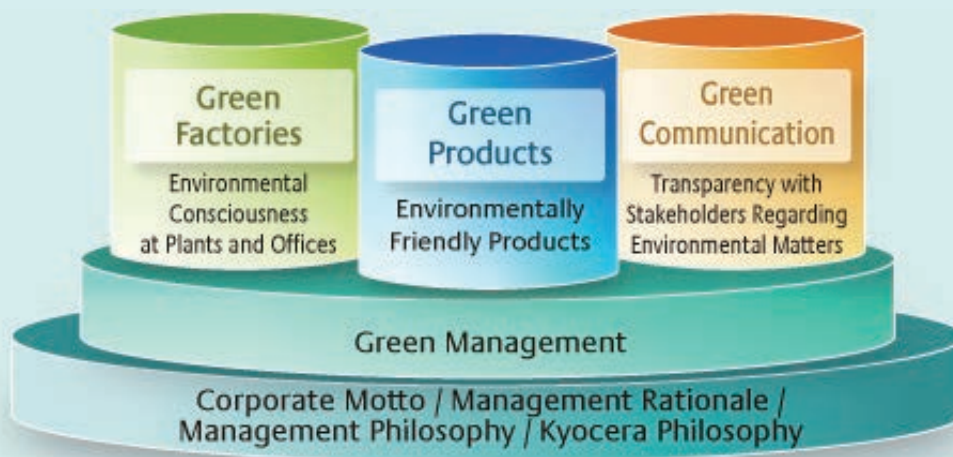 Green
Factories
Environmental
Consciousness
at Plants and Offices
Green
Products
Environmentally
Friendly Products
Green
Communication
Transparency with
Stakeholders Regarding
Environmental Matters
Green Management
Corporate Motto / Management Rationale /
Management Philosophy / Kyocera Philosophy